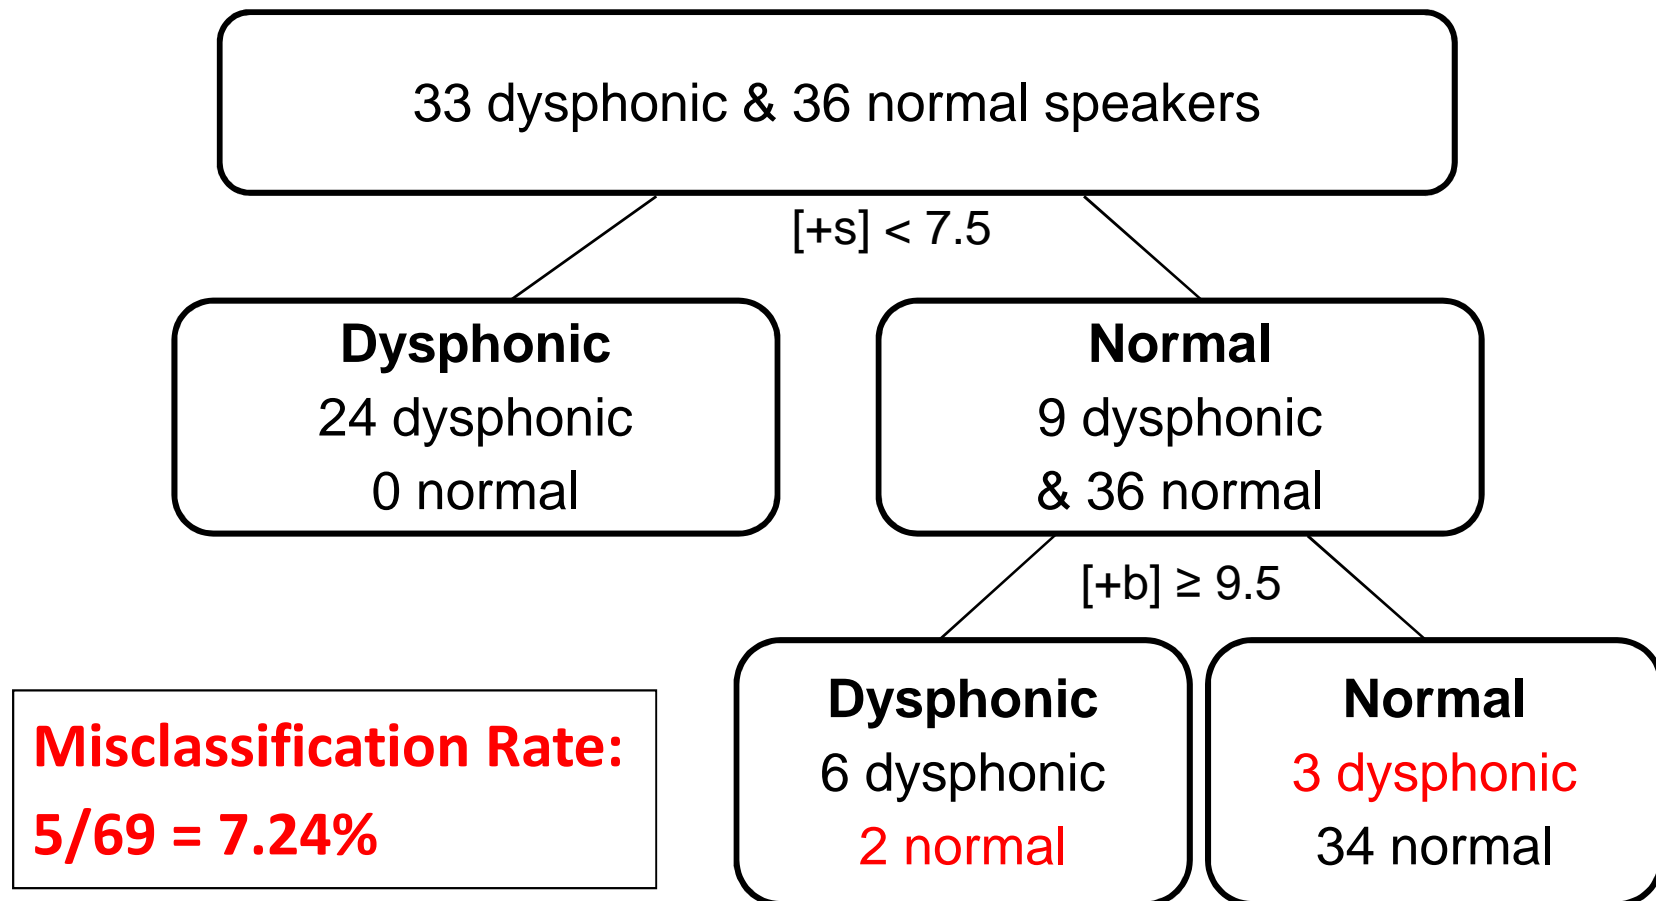 33 dysphonic & 36 normal speakers
[+s] < 7.5
Dysphonic
24 dysphonic
0 normal
Normal
9 dysphonic
& 36 normal
[+b] ≥ 9.5
Dysphonic
6 dysphonic
2 normal
Normal
3 dysphonic
34 normal
Misclassification Rate:
5/69 = 7.24%